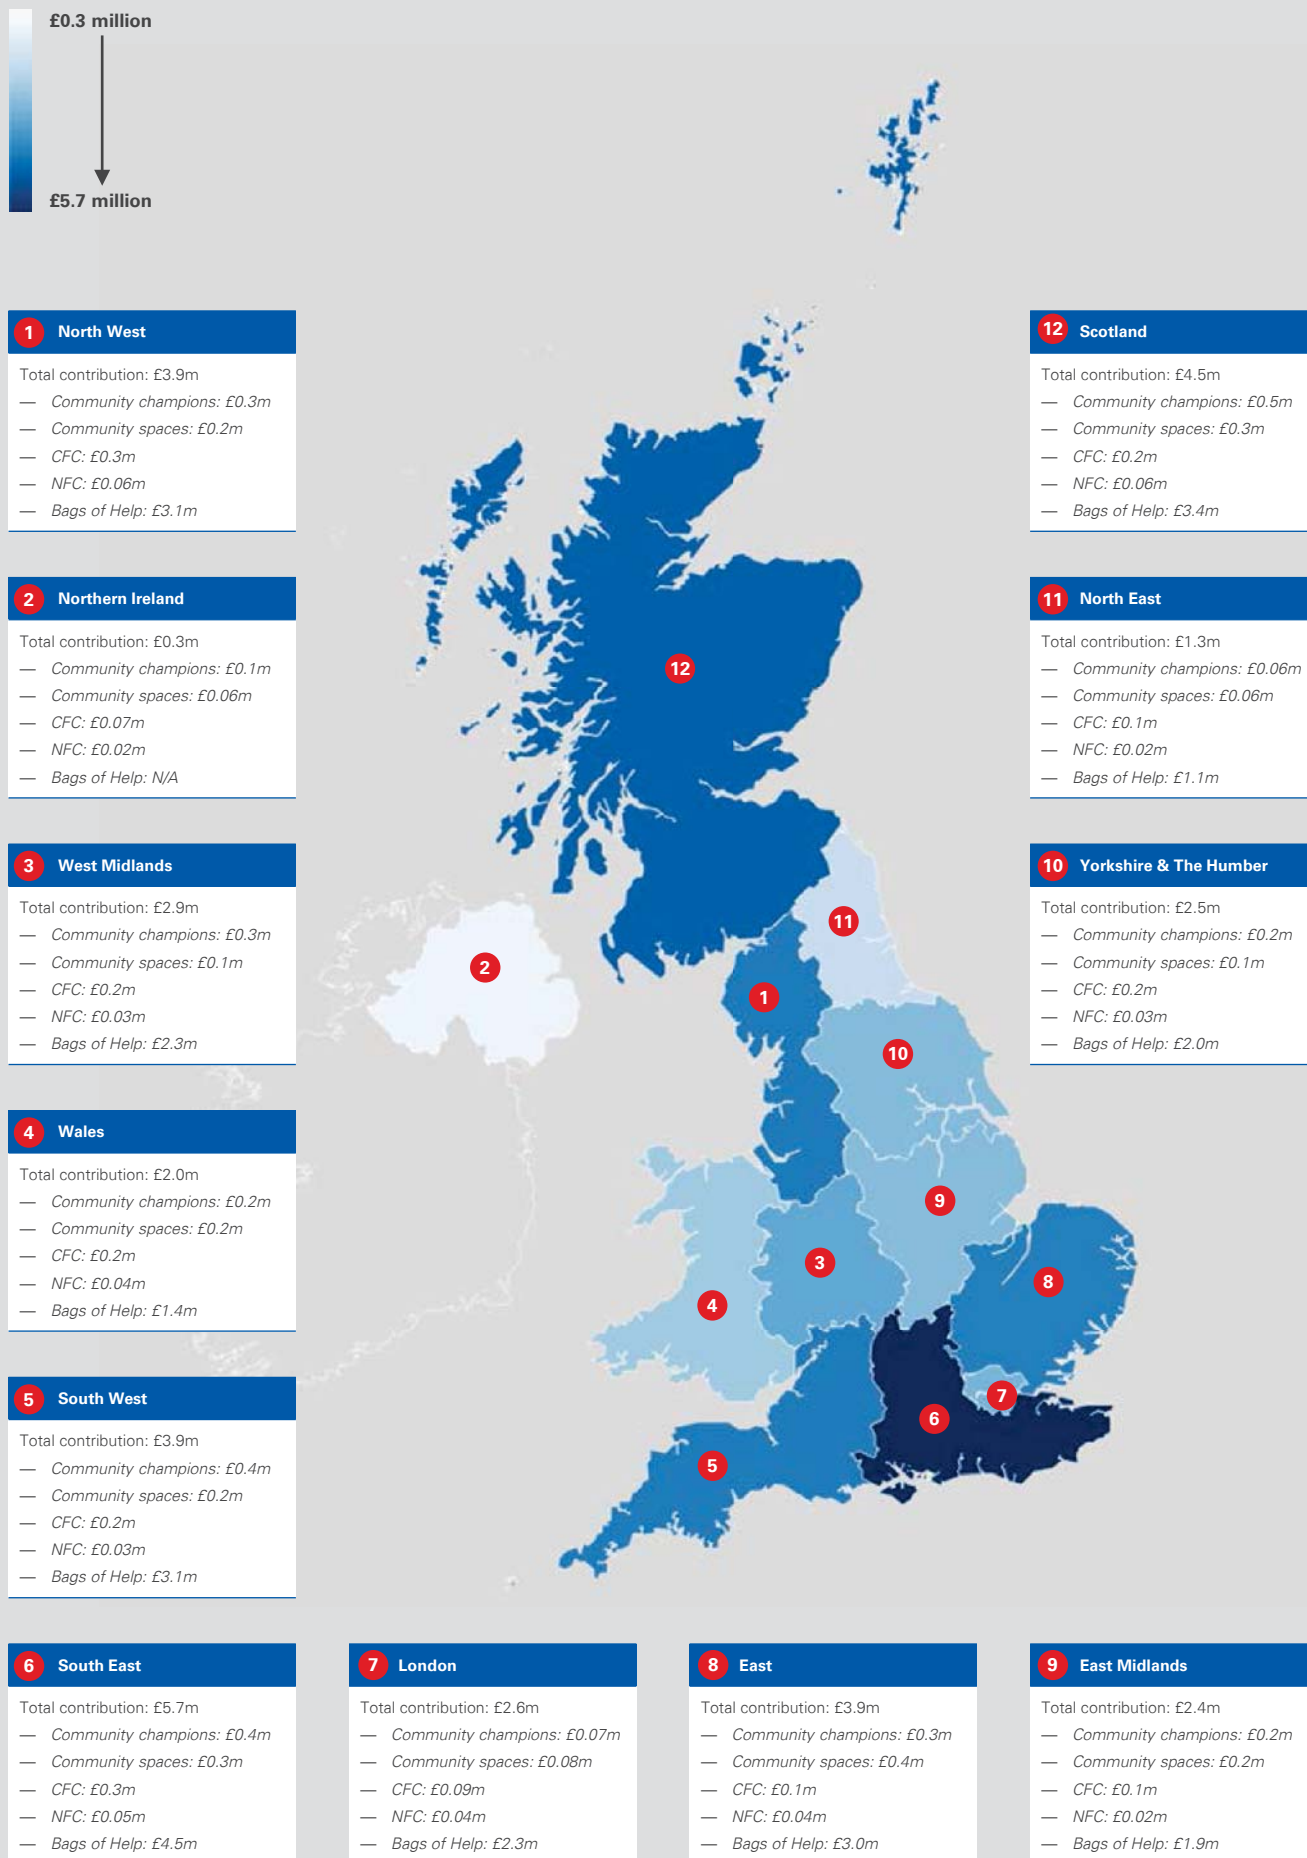 £0.3 million
£5.7 million
1 North West
Total contribution: £3.9m
— Community champions: £0.3m
— Community spaces: £0.2m
— CFC: £0.3m
— NFC: £0.06m
— Bags of Help: £3.1m
2 Northern Ireland
Total contribution: £0.3m
— Community champions: £0.1m
— Community spaces: £0.06m
— CFC: £0.07m
— NFC: £0.02m
— Bags of Help: N/A
3 West Midlands
Total contribution: £2.9m
— Community champions: £0.3m
— Community spaces: £0.1m
— CFC: £0.2m
— NFC: £0.03m
— Bags of Help: £2.3m
4 Wales
Total contribution: £2.0m
— Community champions: £0.2m
— Community spaces: £0.2m
— CFC: £0.2m
— NFC: £0.04m
— Bags of Help: £1.4m
5 South West
Total contribution: £3.9m
— Community champions: £0.4m
— Community spaces: £0.2m
— CFC: £0.2m
— NFC: £0.03m
— Bags of Help: £3.1m
6 South East
Total contribution: £5.7m
— Community champions: £0.4m
— Community spaces: £0.3m
— CFC: £0.3m
— NFC: £0.05m
— Bags of Help: £4.5m
7 London
Total contribution: £2.6m
— Community champions: £0.07m
— Community spaces: £0.08m
— CFC: £0.09m
— NFC: £0.04m
— Bags of Help: £2.3m
8 East
Total contribution: £3.9m
— Community champions: £0.3m
— Community spaces: £0.4m
— CFC: £0.1m
— NFC: £0.04m
— Bags of Help: £3.0m
9 East Midlands
Total contribution: £2.4m
— Community champions: £0.2m
— Community spaces: £0.2m
— CFC: £0.1m
— NFC: £0.02m
— Bags of Help: £1.9m
10 Yorkshire & The Humber
Total contribution: £2.5m
— Community champions: £0.2m
— Community spaces: £0.1m
— CFC: £0.2m
— NFC: £0.03m
— Bags of Help: £2.0m
11 North East
Total contribution: £1.3m
— Community champions: £0.06m
— Community spaces: £0.06m
— CFC: £0.1m
— NFC: £0.02m
— Bags of Help: £1.1m
12 Scotland
Total contribution: £4.5m
— Community champions: £0.5m
— Community spaces: £0.3m
— CFC: £0.2m
— NFC: £0.06m
— Bags of Help: £3.4m
12
11
2
1
10
9
3
8
4
7
6
5